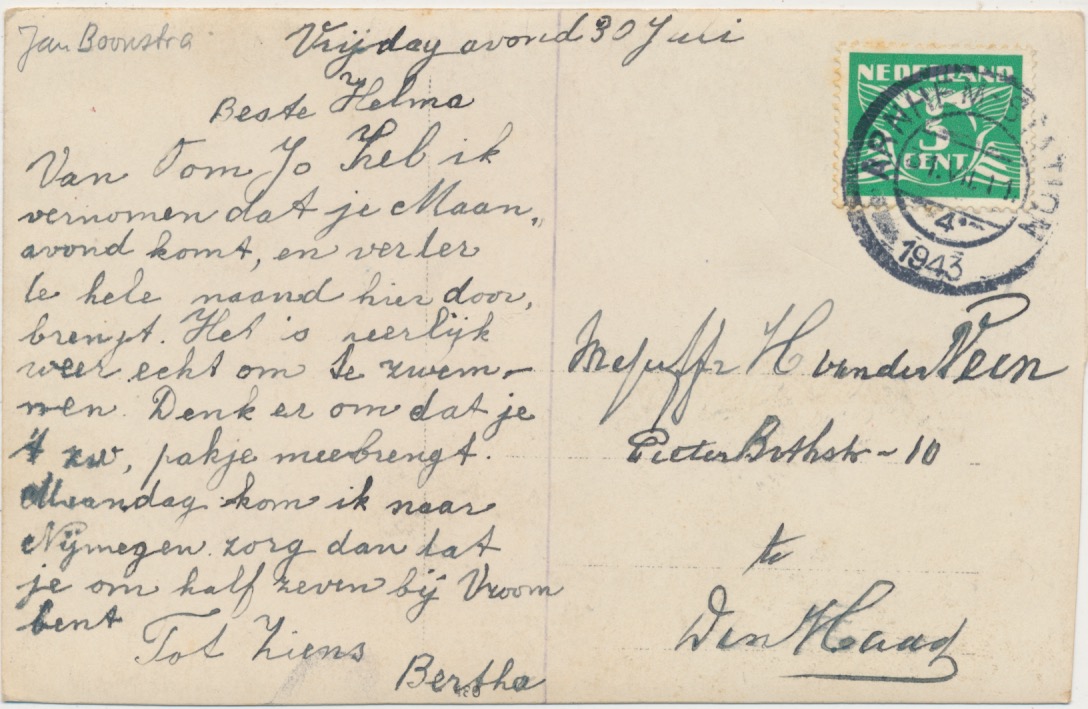 Jan Boonstra
Vrijdag avond 30 Juli
Beste Helma
Van Oom Jo heb ik
vernomen dat je Maan„
avond komt, en verder
de hele maand hier door„
brengt. Het is heerlijk
weer echt om te zwem–
men. Denk er om dat je
't zw, pakje meebrengt.
Maandag kom ik naar
Nijmegen. zorg dan dat
je om half zeven bij Vroom
bent
Tot Ziens
Bertha
NEDERLAND
5
CENT
ARNHEM-STATION
1943
Mejuffr H van der Veen
Pieter Bothstr – 10
te
Den Haag